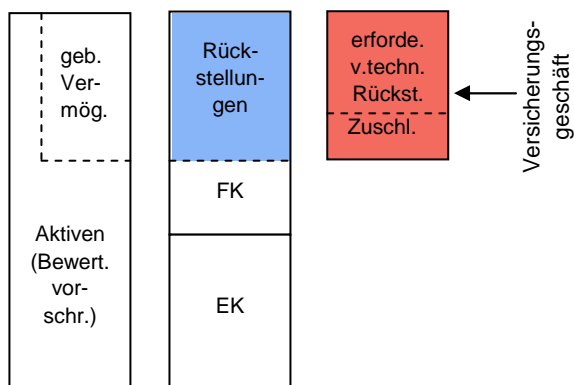 geb.
Ver-
mög.
Aktiven
(Bewert.
vor-
schr.)
Rück-
stellun-
gen
FK
EK
erforde.
v.techn.
Rückst.
Zuschl.
Versicherungs-
geschäft